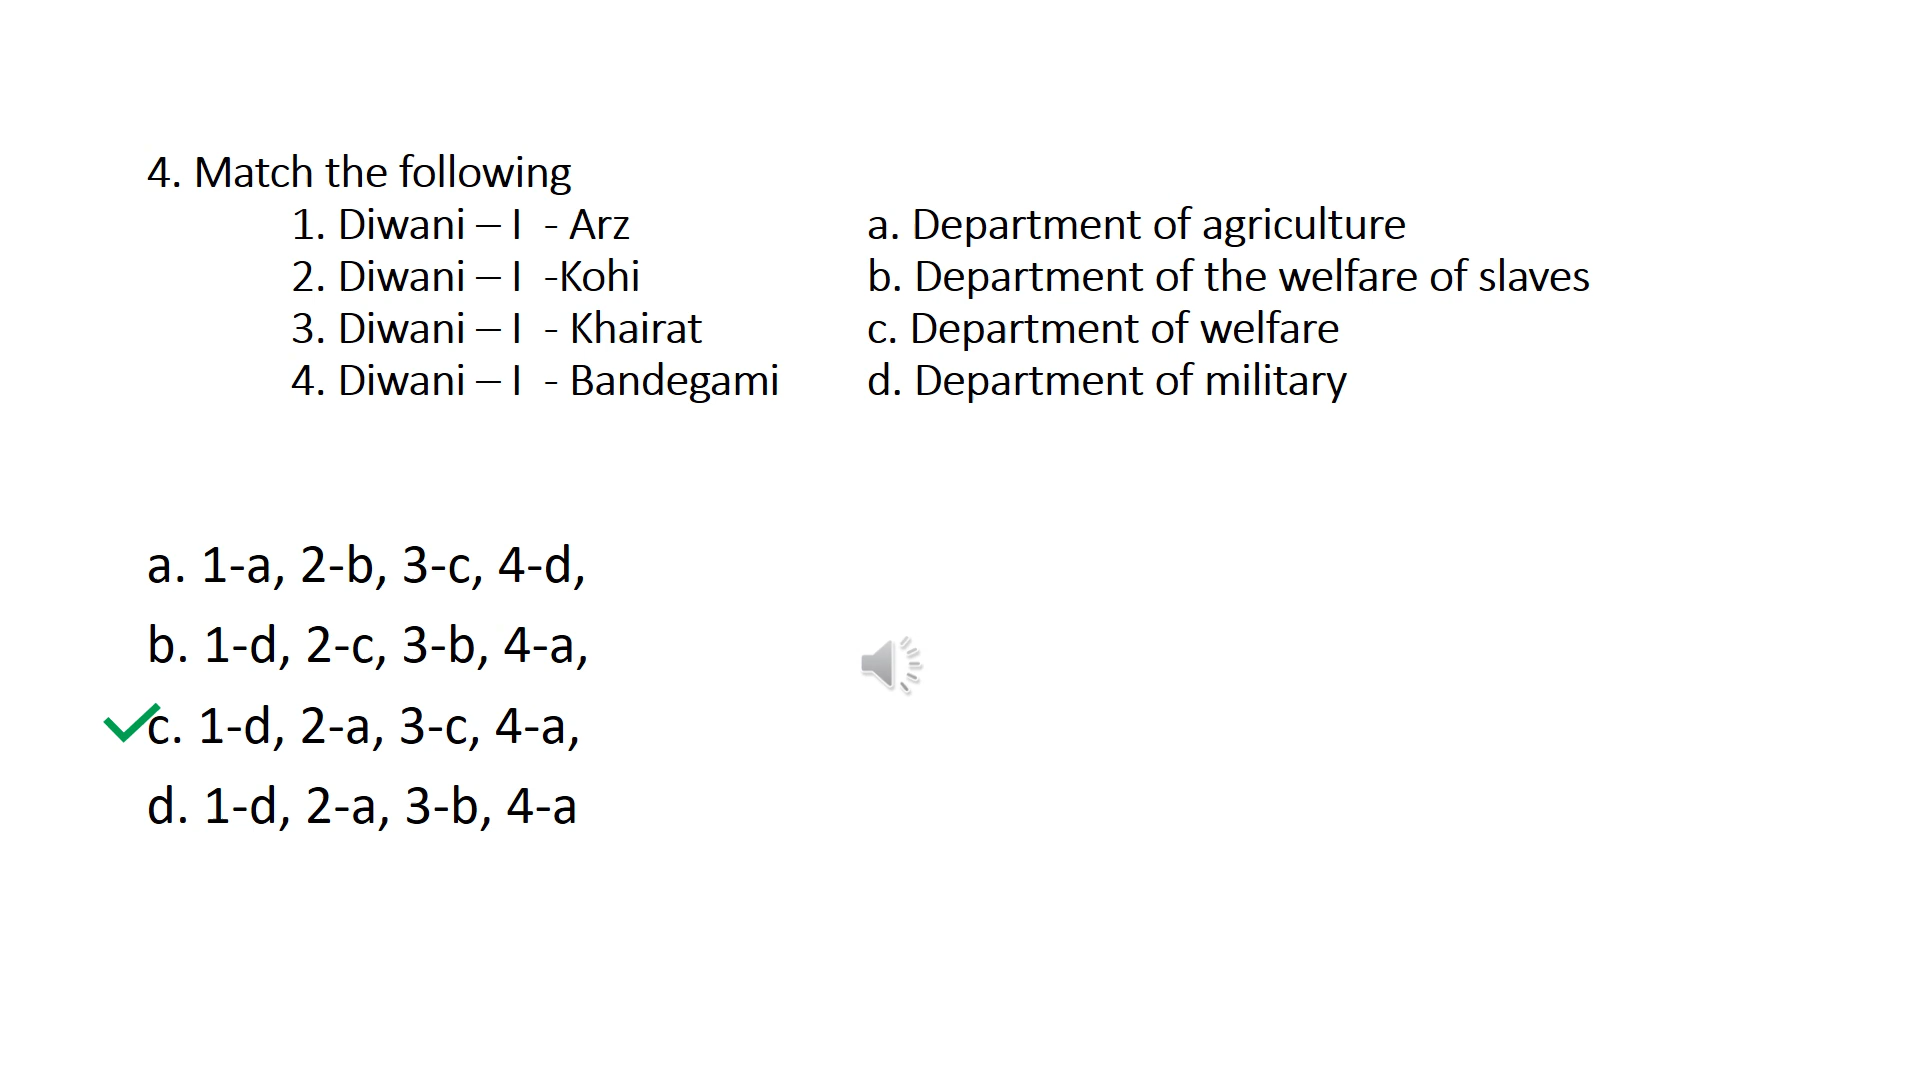 4. Match the following
1. Diwani – I  - Arz a. Department of agriculture
2. Diwani – I  -Kohi b. Department of the welfare of slaves
3. Diwani – I  - Khairat c. Department of welfare
4. Diwani – I  - Bandegami d. Department of military
a. 1-a, 2-b, 3-c, 4-d,
b. 1-d, 2-c, 3-b, 4-a,
c. 1-d, 2-a, 3-c, 4-a,
d. 1-d, 2-a, 3-b, 4-a